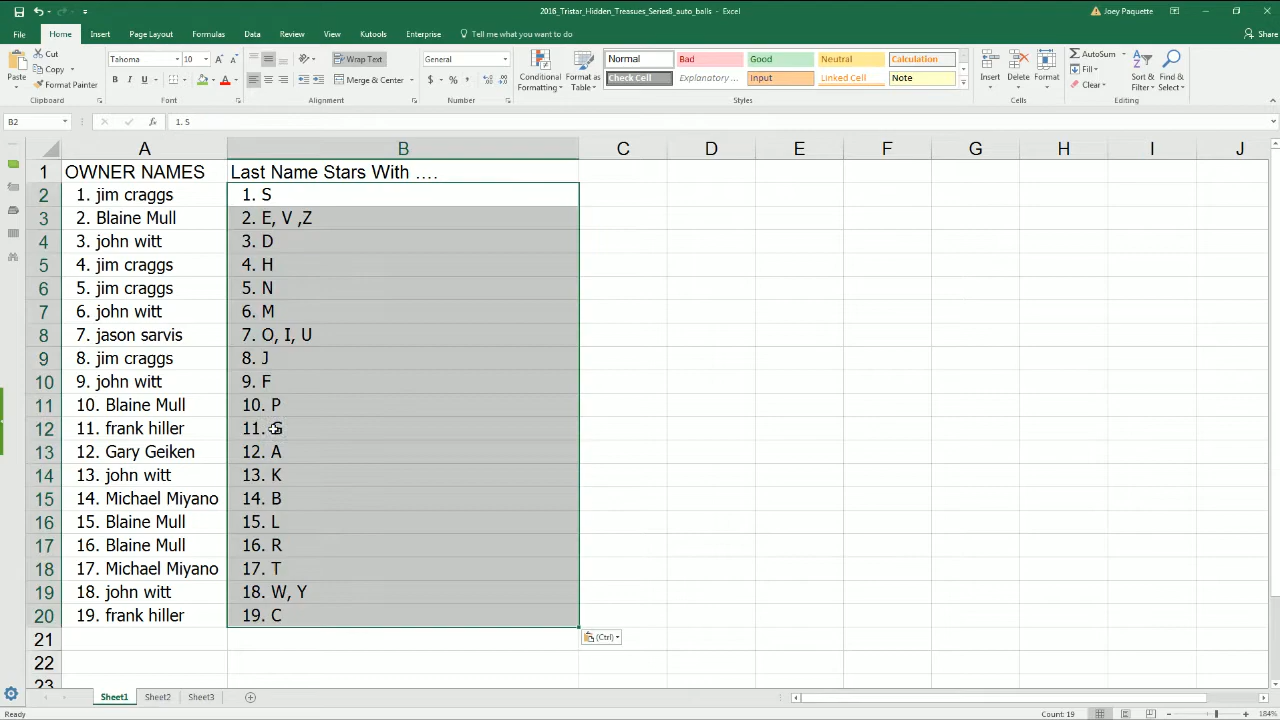 2016_Tristar_Hidden_Treasues_Series8_auto_balls - Excel
Joey Paquette
File Home Insert Page Layout Formulas Data Review View Kutools Enterprise Tell me what you want to do Share
Paste Cut Copy Format Painter Clipboard
Tahoma 10 B I U Font
Wrap Text Merge & Center Alignment
General $ % , Number
Conditional Formatting Format as Table
Normal Bad Good Neutral Calculation
Check Cell Explanatory ... Input Linked Cell Note
Styles
Insert Delete Format Cells
AutoSum Fill Clear Sort & Filter Find & Select Editing
B2 fx 1. S
A B C D E F G H I J
1 OWNER NAMES Last Name Stars With ….
2 1. jim craggs 1. S
3 2. Blaine Mull 2. E, V ,Z
4 3. john witt 3. D
5 4. jim craggs 4. H
6 5. jim craggs 5. N
7 6. john witt 6. M
8 7. jason sarvis 7. O, I, U
9 8. jim craggs 8. J
10 9. john witt 9. F
11 10. Blaine Mull 10. P
12 11. frank hiller 11. G
13 12. Gary Geiken 12. A
14 13. john witt 13. K
15 14. Michael Miyano 14. B
16 15. Blaine Mull 15. L
17 16. Blaine Mull 16. R
18 17. Michael Miyano 17. T
19 18. john witt 18. W, Y
20 19. frank hiller 19. C
21 (Ctrl)
22
23
Sheet1 Sheet2 Sheet3
Ready Count: 19 184%